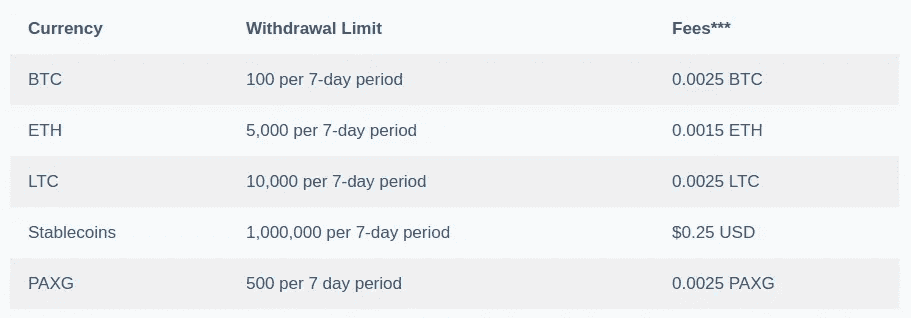 Currency Withdrawal Limit Fees***
BTC 100 per 7-day period 0.0025 BTC
ETH 5,000 per 7-day period 0.0015 ETH
LTC 10,000 per 7-day period 0.0025 LTC
Stablecoins 1,000,000 per 7-day period $0.25 USD
PAXG 500 per 7 day period 0.0025 PAXG